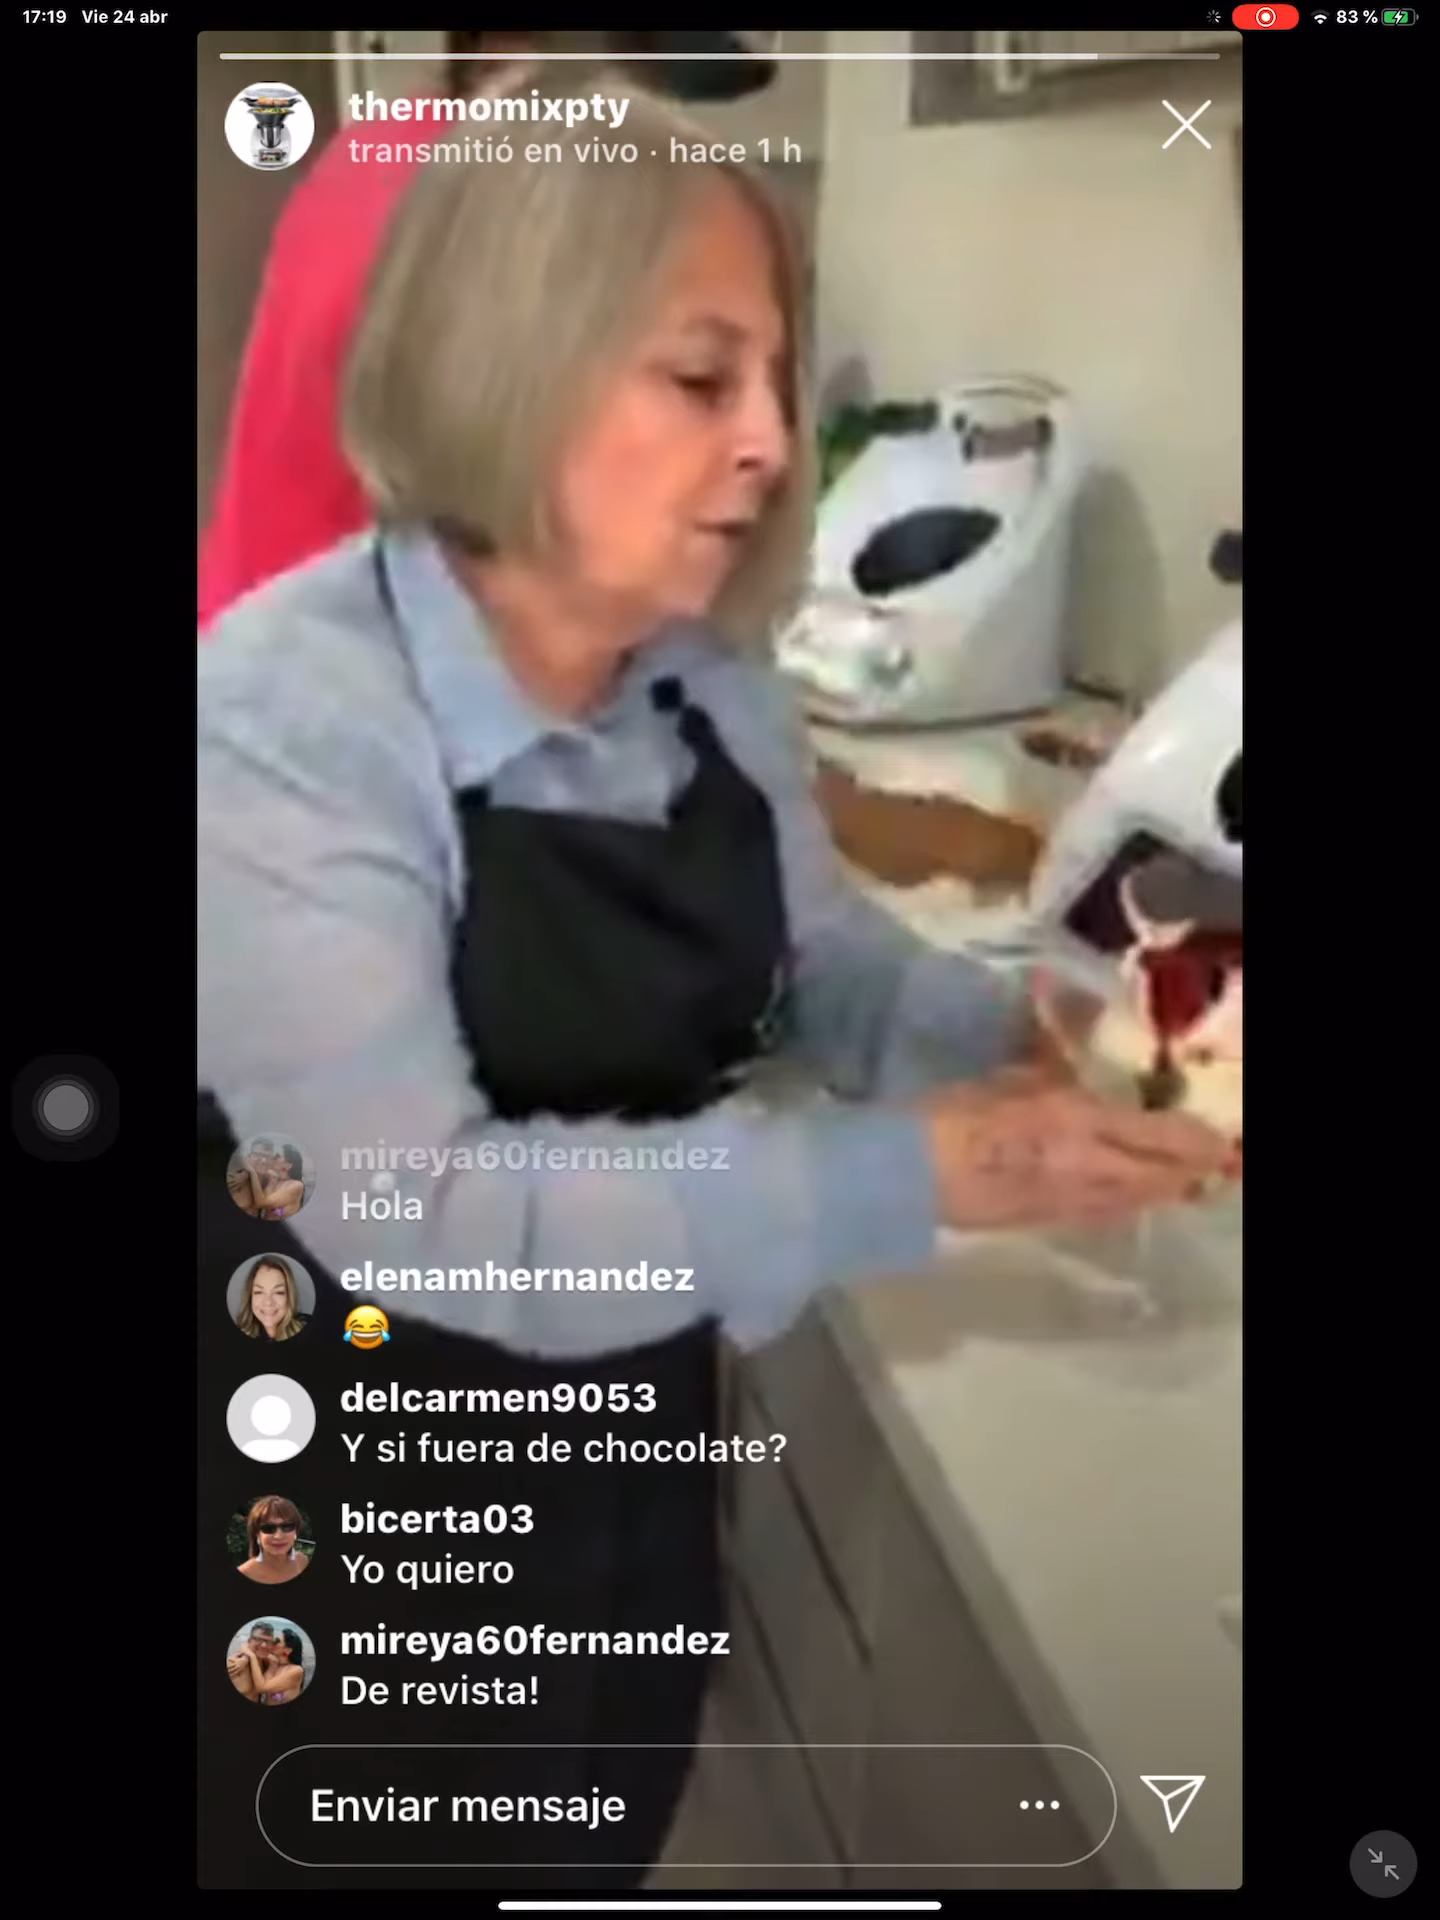 17:19 Vie 24 abr
83 %
thermomixpty
transmitió en vivo · hace 1 h
mireya60fernandez
Hola
elenamhernandez
😂
delcarmen9053
Y si fuera de chocolate?
bicerta03
Yo quiero
mireya60fernandez
De revista!
Enviar mensaje